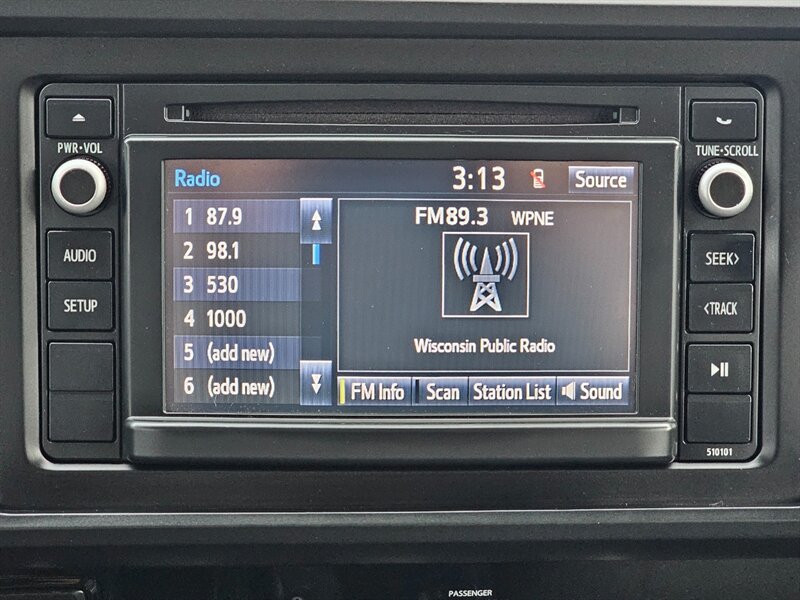 PWR•VOL
AUDIO
SETUP
Radio 3:13 Source
1 87.9
2 98.1
3 530
4 1000
5 (add new)
6 (add new)
FM89.3 WPNE
Wisconsin Public Radio
FM Info Scan Station List Sound
TUNE•SCROLL
SEEK>
<TRACK
510101
PASSENGER